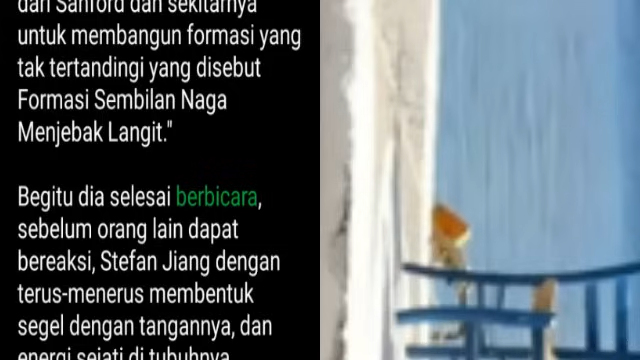 dari Sanford dan sekitarnya
untuk membangun formasi yang
tak tertandingi yang disebut
Formasi Sembilan Naga
Menjebak Langit."
Begitu dia selesai berbicara,
sebelum orang lain dapat
bereaksi, Stefan Jiang dengan
terus-menerus membentuk
segel dengan tangannya, dan
energi sejati di tubuhnya